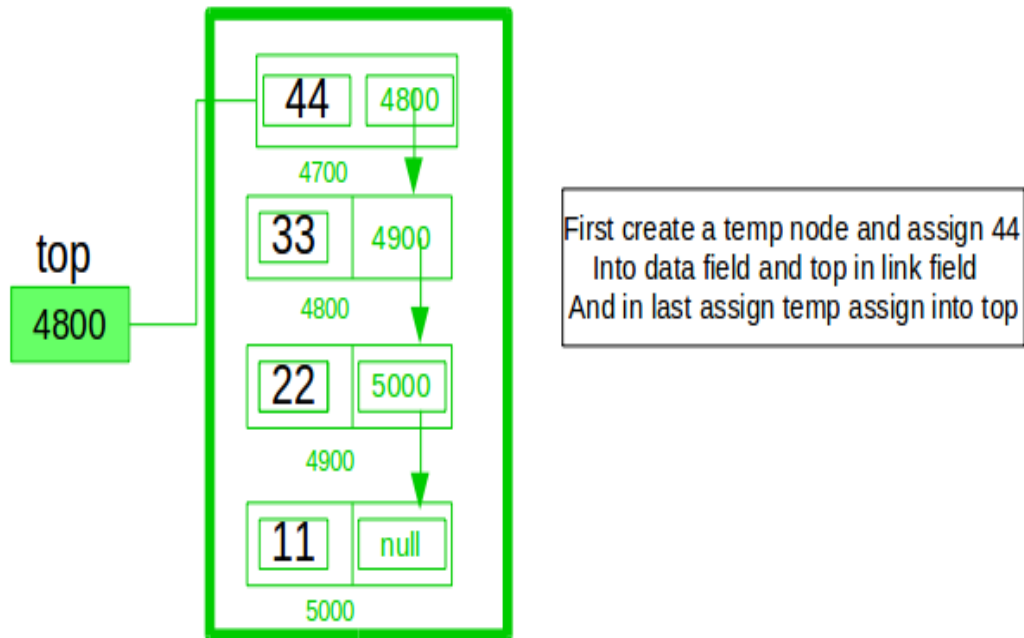 44 4800
4700
33 4900
4800
top
4800
22 5000
4900
11 null
5000
First create a temp node and assign 44
Into data field and top in link field
And in last assign temp assign into top